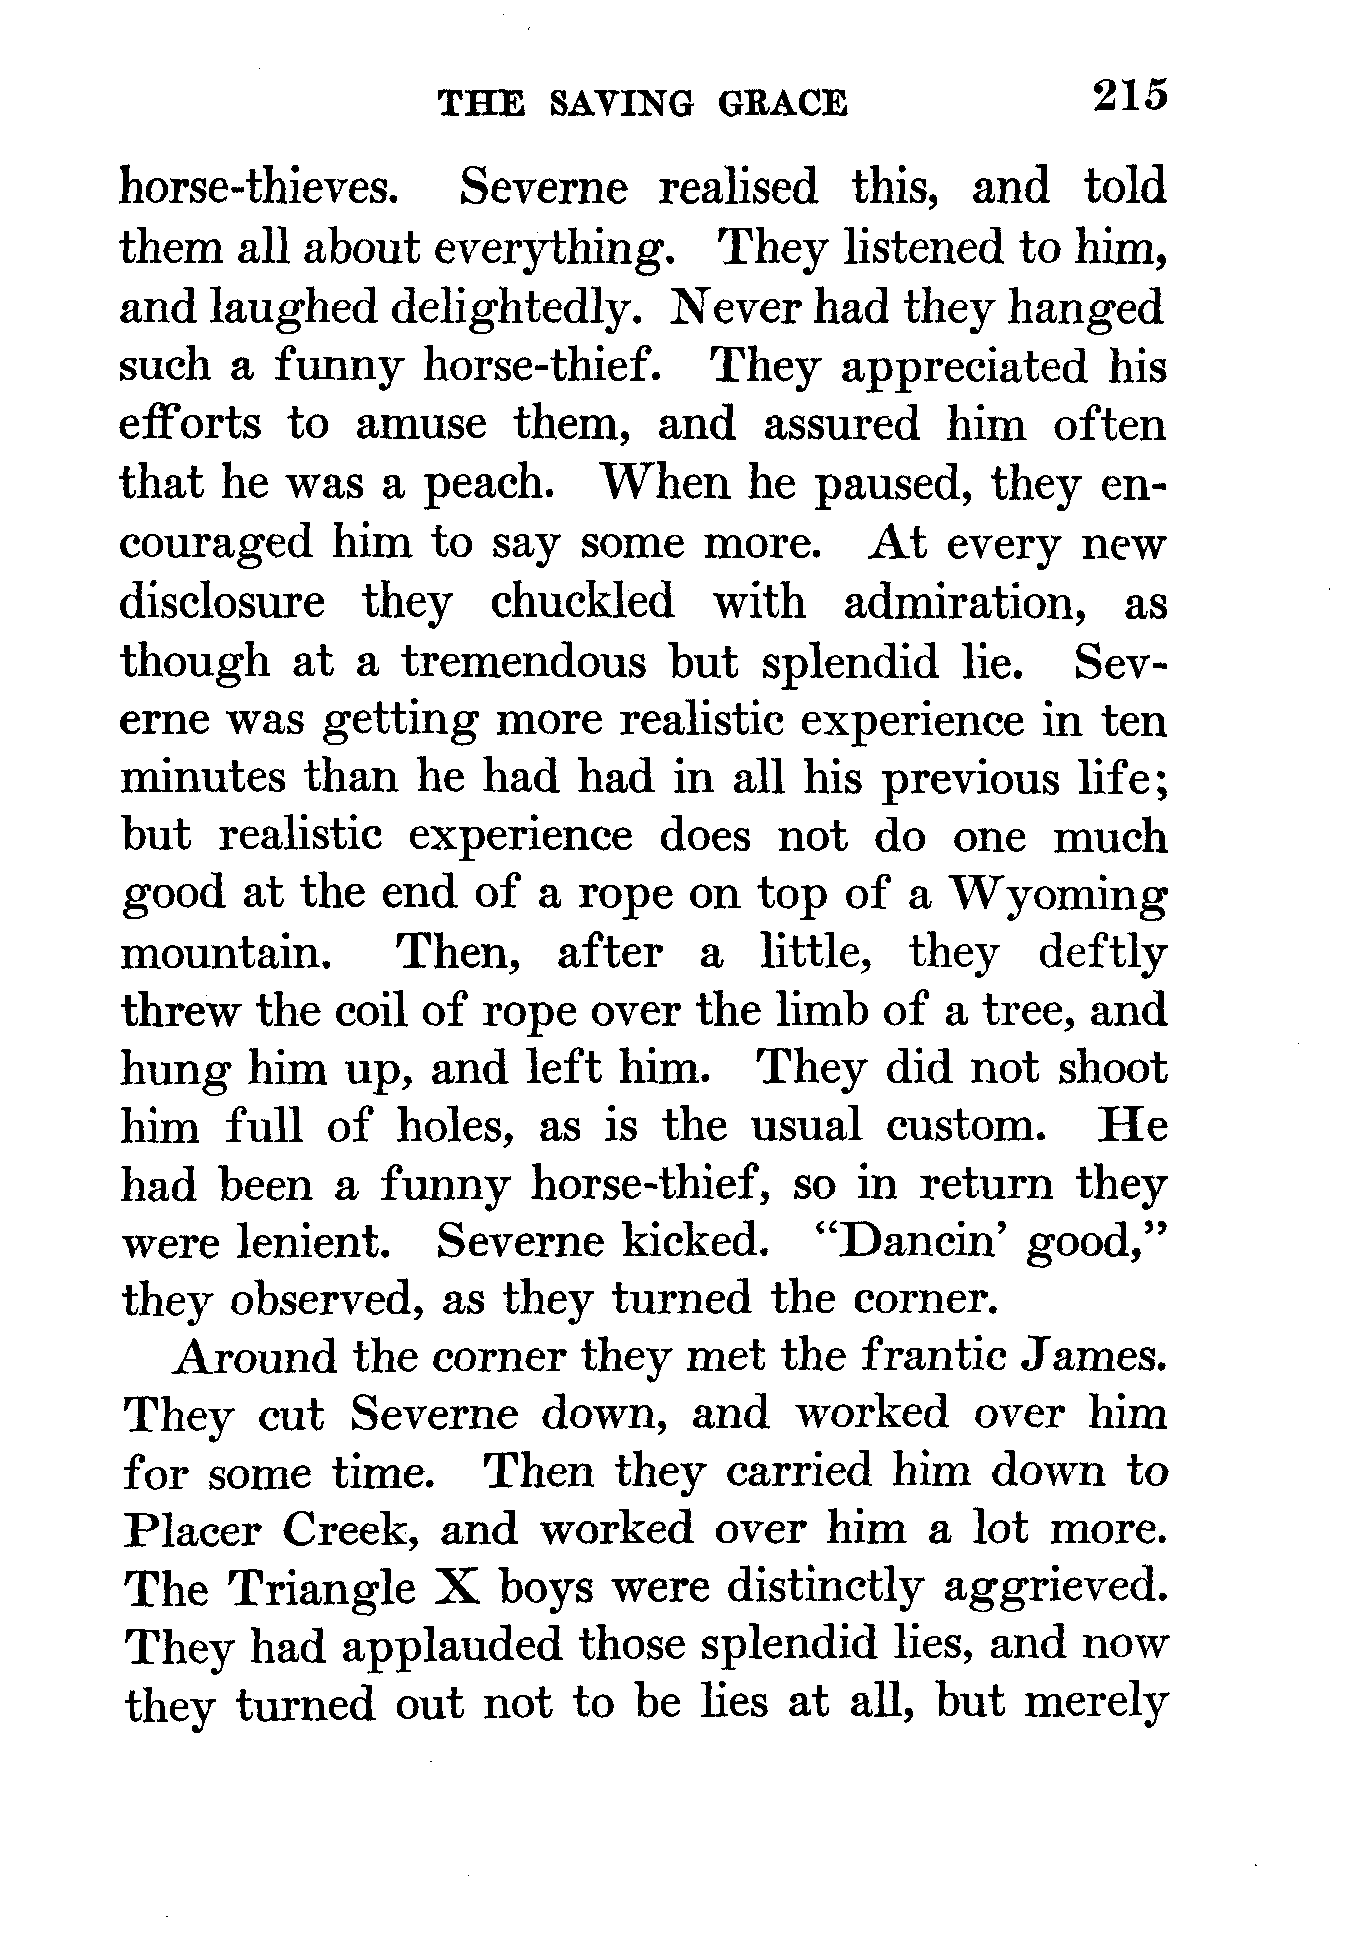 THE SAVING GRACE 215
horse-thieves. Severne realised this, and told
them all about everything. They listened to him,
and laughed delightedly. Never had they hanged
such a funny horse-thief. They appreciated his
efforts to amuse them, and assured him often
that he was a peach. When he paused, they en-
couraged him to say some more. At every new
disclosure they chuckled with admiration, as
though at a tremendous but splendid lie. Sev-
erne was getting more realistic experience in ten
minutes than he had had in all his previous life;
but realistic experience does not do one much
good at the end of a rope on top of a Wyoming
mountain. Then, after a little, they deftly
threw the coil of rope over the limb of a tree, and
hung him up, and left him. They did not shoot
him full of holes, as is the usual custom. He
had been a funny horse-thief, so in return they
were lenient. Severne kicked. “Dancin’ good,”
they observed, as they turned the corner.
Around the corner they met the frantic James.
They cut Severne down, and worked over him
for some time. Then they carried him down to
Placer Creek, and worked over him a lot more.
The Triangle X boys were distinctly aggrieved.
They had applauded those splendid lies, and now
they turned out not to be lies at all, but merely